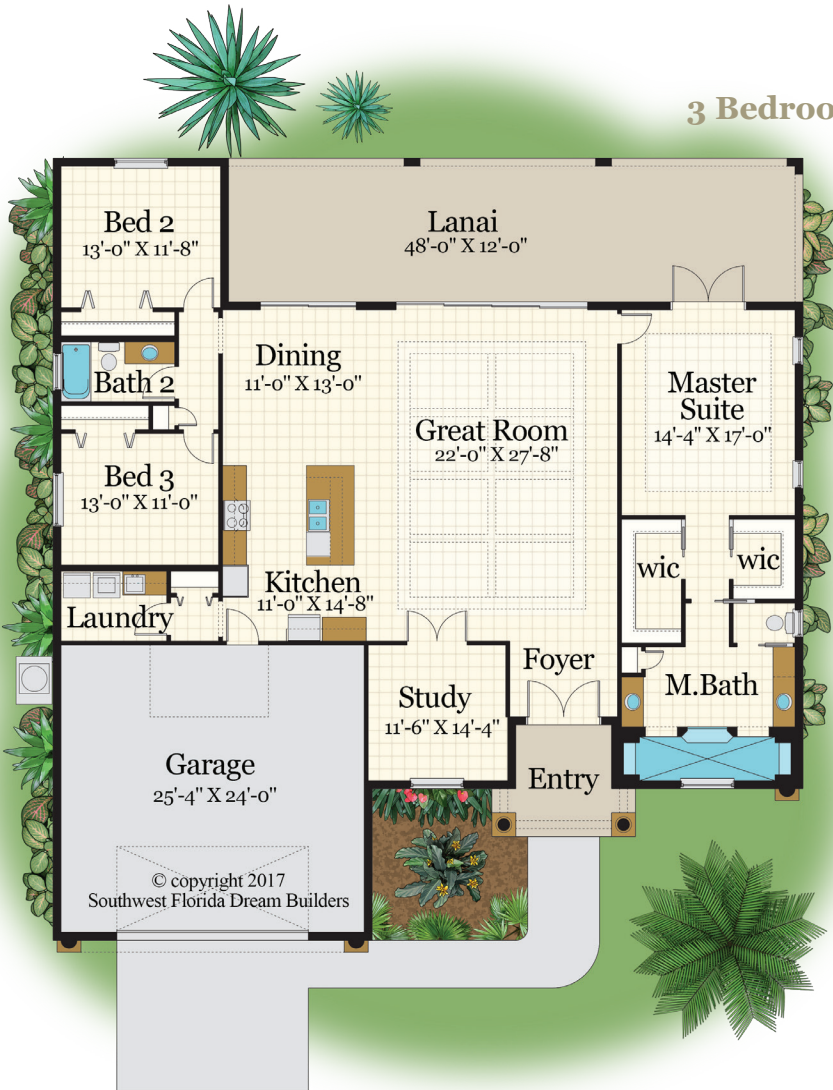 3 Bedroo
Bed 2
13'-0" X 11'-8"
Lanai
48'-0" X 12'-0"
Dining
11'-0" X 13'-0"
Bath 2
Master
Suite
14'-4" X 17'-0"
Great Room
22'-0" X 27'-8"
Bed 3
13'-0" X 11'-0"
wic
wic
Kitchen
11'-0" X 14'-8"
Laundry
Foyer
M.Bath
Study
11'-6" X 14'-4"
Garage
25'-4" X 24'-0"
Entry
© copyright 2017
Southwest Florida Dream Builders